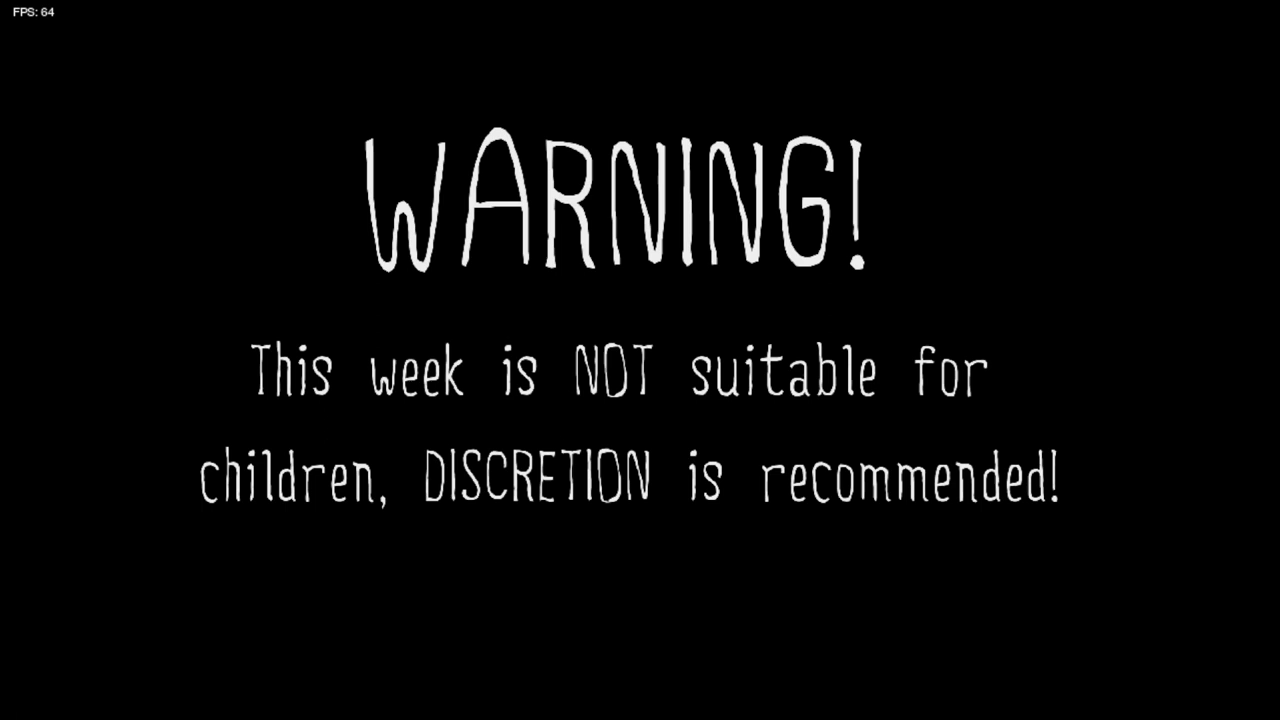 FPS: 64
WARNING!
This week is NOT suitable for
children, DISCRETION is recommended!